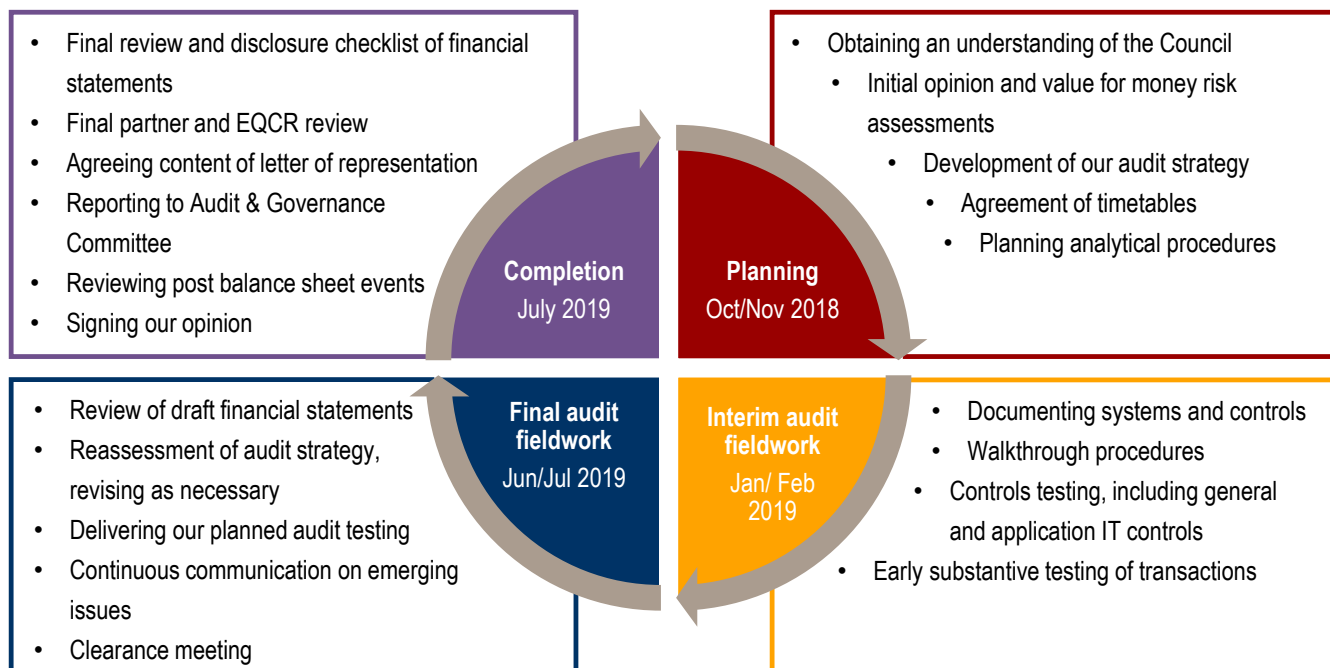 • Final review and disclosure checklist of financial
statements
• Final partner and EQCR review
• Agreeing content of letter of representation
• Reporting to Audit & Governance
Committee
• Reviewing post balance sheet events
• Signing our opinion
Completion
July 2019
• Obtaining an understanding of the Council
• Initial opinion and value for money risk
assessments
• Development of our audit strategy
• Agreement of timetables
• Planning analytical procedures
Planning
Oct/Nov 2018
• Review of draft financial statements
• Reassessment of audit strategy,
revising as necessary
• Delivering our planned audit testing
• Continuous communication on emerging
issues
• Clearance meeting
Final audit
fieldwork
Jun/Jul 2019
Interim audit
fieldwork
Jan/ Feb
2019
• Documenting systems and controls
• Walkthrough procedures
• Controls testing, including general
and application IT controls
• Early substantive testing of transactions